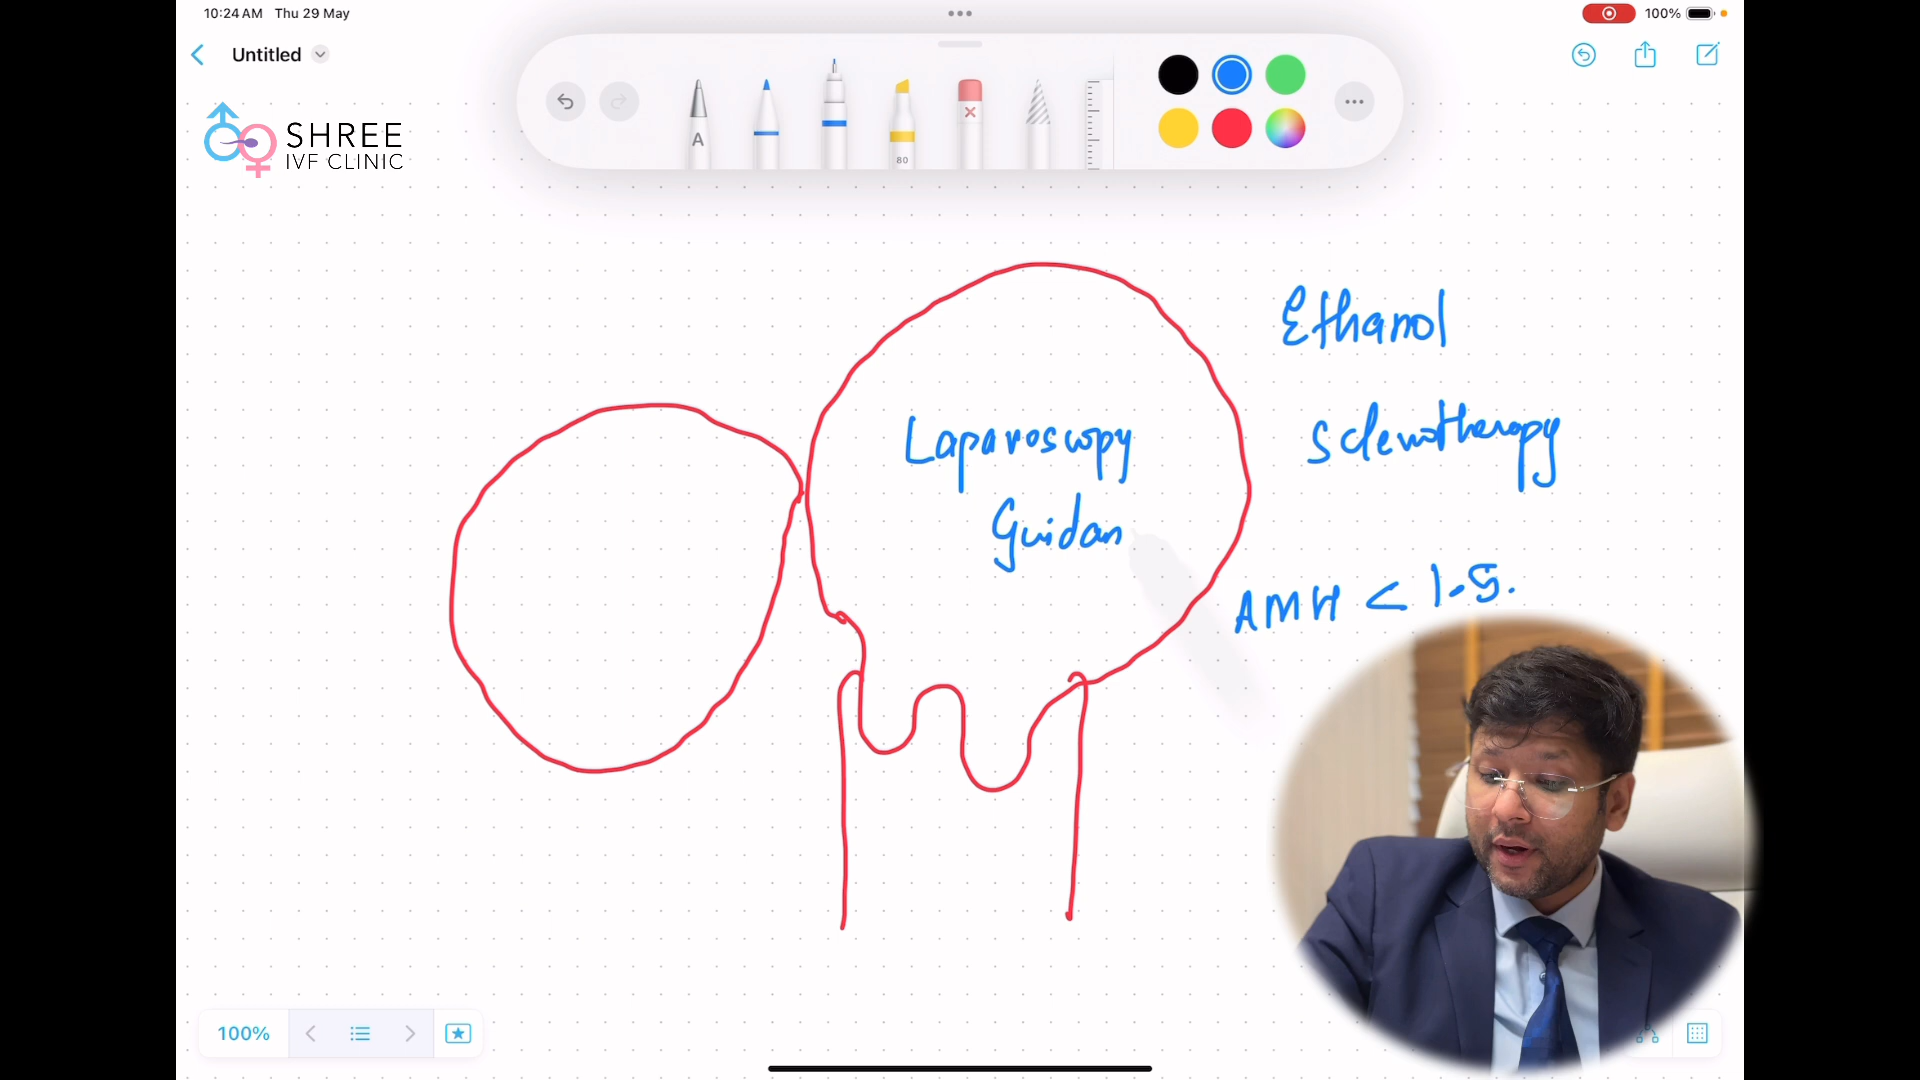 10:24 AM Thu 29 May
100%
Untitled
SHREE
IVF CLINIC
A
80
Ethanol
Sclerotherapy
Laparoscopy
Guidan
AMH < 1.5.
100%